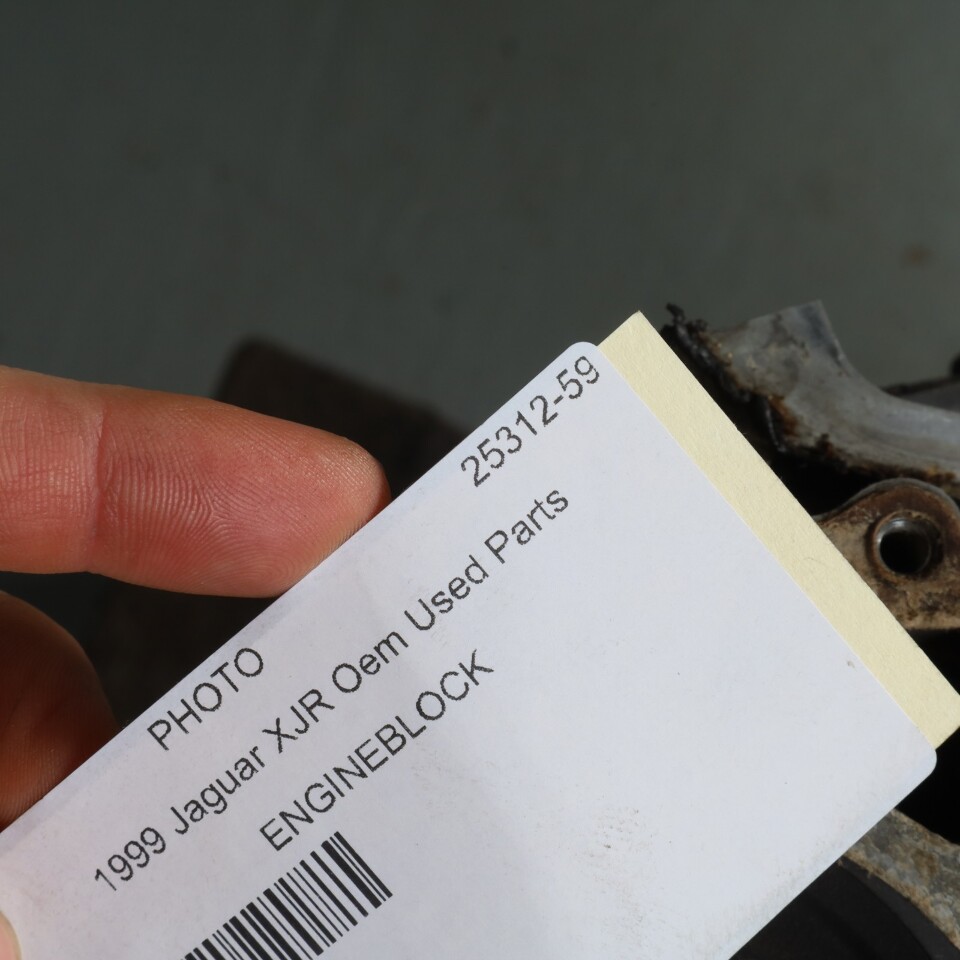 25312-59
PHOTO
1999 Jaguar XJR Oem Used Parts
ENGINEBLOCK